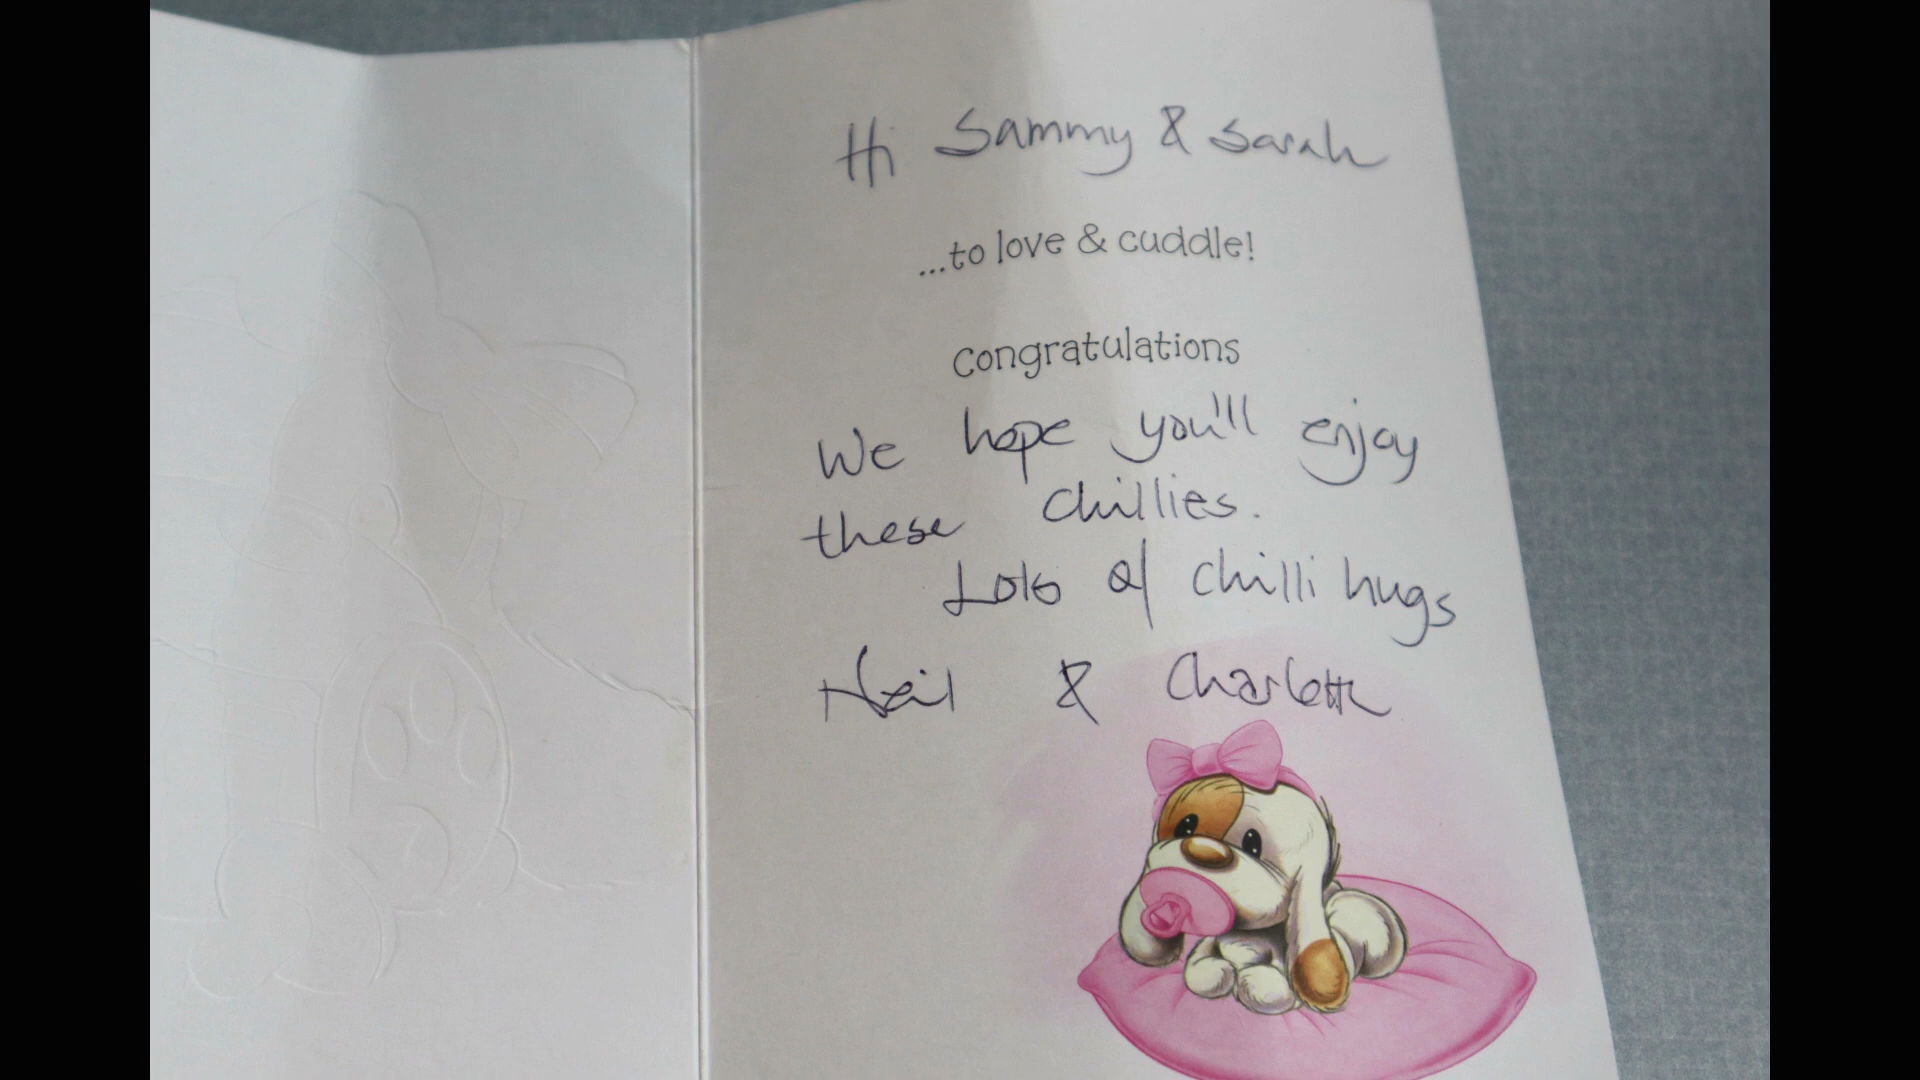 Hi Sammy & Sarah
...to love & cuddle!
Congratulations
We hope you'll enjoy
these Chillies.
Lots of chilli hugs
Neil & Charlotte